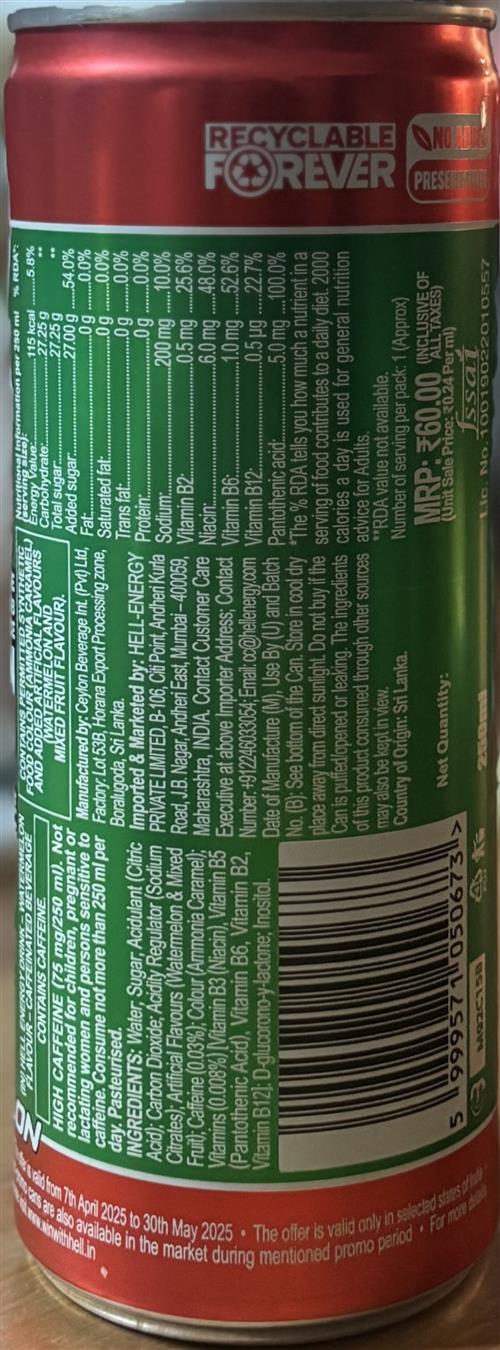 RECYCLABLE
FOREVER
NO ADDED
PRESERVATIVES
(IN) HELL ENERGY DRINK - WATERMELON
FLAVOUR - CAFFEINATED BEVERAGE
CONTAINS CAFFEINE.
HIGH CAFFEINE (75 mg/250 ml). Not
recommended for children, pregnant or
lactating women and persons sensitive to
caffeine. Consume not more than 250 ml per
day. Pasteurised.
INGREDIENTS: Water, Sugar, Acidulant (Citric
Acid); Carbon Dioxide, Acidity Regulator (Sodium
Citrates), Artificial Flavours (Watermelon & Mixed
Fruit); Caffeine (0.03%); Colour (Ammonia Caramel);
Vitamins (0.008%) [Vitamin B3 (Niacin), Vitamin B5
(Pantothenic Acid), Vitamin B6, Vitamin B2,
Vitamin B12]; D-glucorono-y-lactone; Inositol.
5 999571 050673 >
M92C15B
CONTAINS PERMITTED SYNTHETIC
FOOD COLOUR (AMMONIA CARAMEL)
AND ADDED ARTIFICIAL FLAVOURS
(WATERMELON AND
MIXED FRUIT FLAVOUR).
Manufactured by: Ceylon Beverage Int. (Pvt) Ltd,
Factory: Lot 53B, Horana Export Processing zone,
Boralugoda, Sri Lanka.
Imported & Marketed by: HELL-ENERGY
PRIVATE LIMITED, B-106, Citi Point, Andheri Kurla
Road, J.B. Nagar, Andheri East, Mumbai - 400059,
Maharashtra, INDIA. Contact Customer Care
Executive at above Importer Address; Contact
Number: +912246033054; Email: cc@hellenergy.com
Date of Manufacture (M), Use By (U) and Batch
No. (B): See bottom of the Can. Store in cool dry
place away from direct sunlight. Do not buy if the
Can is puffed/opened or leaking. The ingredients
of this product consumed through other sources
may also be kept in view.
Country of Origin: Sri Lanka.
Net Quantity:
250ml
Nutritional Information per 250 ml % RDA*:
(serving size):
Energy Value: 115 kcal 5.8%
Carbohydrate: 27.25 g **
Total sugar: 27.25 g **
Added sugar: 27.00 g 54.0%
Fat: 0 g 0.0%
Saturated fat: 0 g 0.0%
Trans fat: 0 g 0.0%
Protein: 0 g 0.0%
Sodium: 200 mg 10.0%
Vitamin B2: 0.5 mg 25.6%
Niacin: 6.0 mg 48.0%
Vitamin B6: 1.0 mg 52.6%
Vitamin B12: 0.5 µg 22.7%
Pantothenic acid: 5.0 mg 100.0%
*The % RDA tells you how much a nutrient in a
serving of food contributes to a daily diet. 2000
calories a day is used for general nutrition
advice for Adults.
**RDA value not available.
Number of serving per pack: 1 (Approx)
MRP: ₹60.00 (INCLUSIVE OF
ALL TAXES)
(Unit Sale Price: ₹0.24 Per ml)
fssai
Lic. No. 10019022010557
ON
offer is valid from 7th April 2025 to 30th May 2025 • The offer is valid only in selected states of India •
cans are also available in the market during mentioned promo period • For more details
www.winwithhell.in